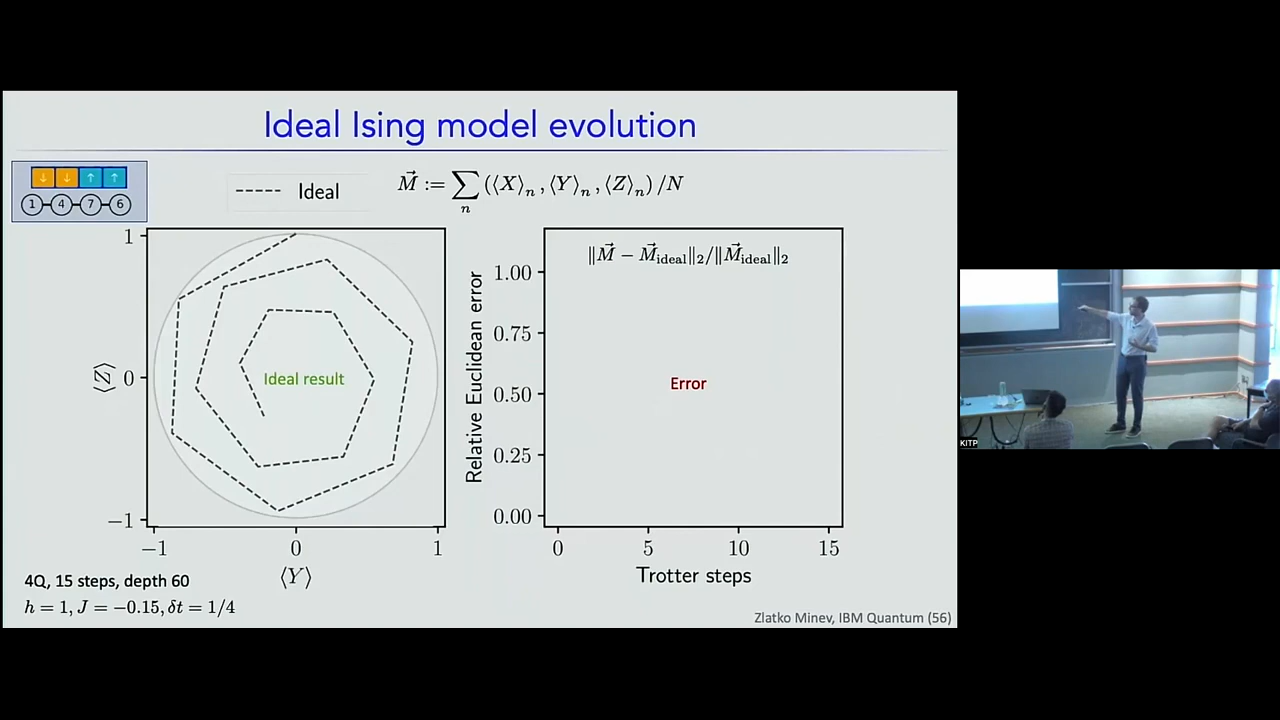 Ideal Ising model evolution
↓ ↓ ↑ ↑
1 4 7 6
Ideal
M⃗ := ∑ₙ (⟨X⟩ₙ, ⟨Y⟩ₙ, ⟨Z⟩ₙ) /N
1
0
−1
⟨Z⟩
Ideal result
−1 0 1
⟨Y⟩
‖M⃗ − M⃗ideal‖₂/‖M⃗ideal‖₂
Relative Euclidean error
1.00
0.75
0.50
0.25
0.00
Error
0 5 10 15
Trotter steps
4Q, 15 steps, depth 60
h = 1, J = −0.15, δt = 1/4
Zlatko Minev, IBM Quantum (56)
KITP